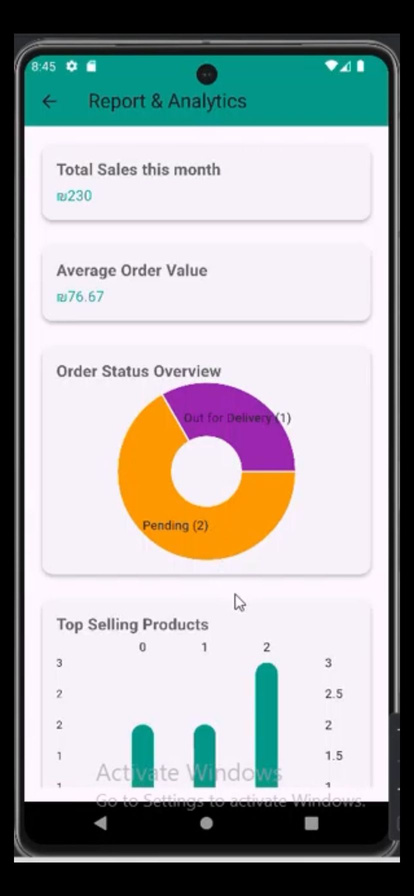 8:45
Report & Analytics
Total Sales this month
₪230
Average Order Value
₪76.67
Order Status Overview
Out for Delivery (1)
Pending (2)
Top Selling Products
0 1 2
3 3
2 2.5
2 2
1 1.5
1 1
Activate Windows
Go to Settings to activate Windows.